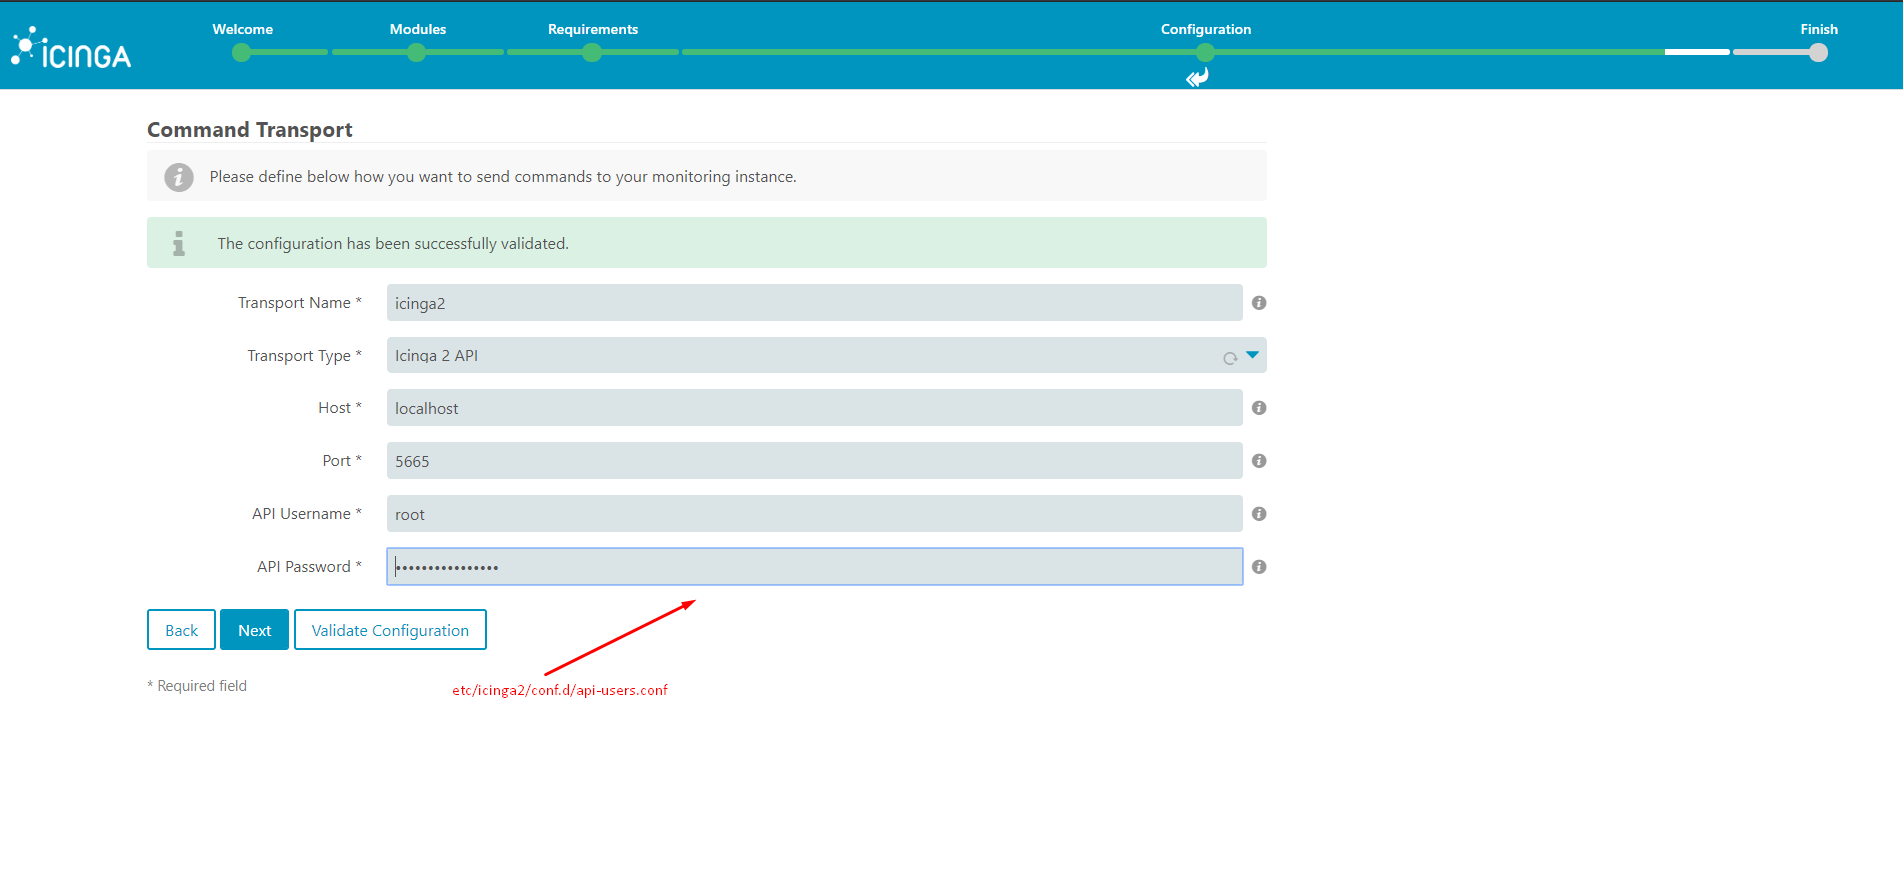 Welcome
Modules
Requirements
Configuration
Finish
ICINGA
Command Transport
Please define below how you want to send commands to your monitoring instance.
The configuration has been successfully validated.
Transport Name * icinga2
Transport Type * Icinga 2 API
Host * localhost
Port * 5665
API Username * root
API Password * ••••••••••••••••
Back Next Validate Configuration
* Required field
etc/icinga2/conf.d/api-users.conf